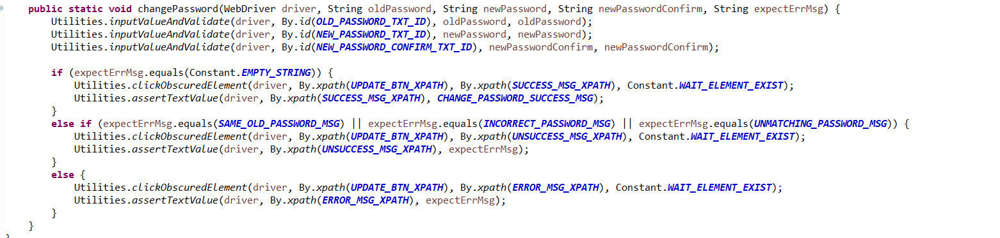 public static void changePassword(WebDriver driver, String oldPassword, String newPassword, String newPasswordConfirm, String expectErrMsg) {
Utilities.inputValueAndValidate(driver, By.id(OLD_PASSWORD_TXT_ID), oldPassword, oldPassword);
Utilities.inputValueAndValidate(driver, By.id(NEW_PASSWORD_TXT_ID), newPassword, newPassword);
Utilities.inputValueAndValidate(driver, By.id(NEW_PASSWORD_CONFIRM_TXT_ID), newPasswordConfirm, newPasswordConfirm);
if (expectErrMsg.equals(Constant.EMPTY_STRING)) {
Utilities.clickObscuredElement(driver, By.xpath(UPDATE_BTN_XPATH), By.xpath(SUCCESS_MSG_XPATH), Constant.WAIT_ELEMENT_EXIST);
Utilities.assertTextValue(driver, By.xpath(SUCCESS_MSG_XPATH), CHANGE_PASSWORD_SUCCESS_MSG);
}
else if (expectErrMsg.equals(SAME_OLD_PASSWORD_MSG) || expectErrMsg.equals(INCORRECT_PASSWORD_MSG) || expectErrMsg.equals(UNMATCHING_PASSWORD_MSG)) {
Utilities.clickObscuredElement(driver, By.xpath(UPDATE_BTN_XPATH), By.xpath(UNSUCCESS_MSG_XPATH), Constant.WAIT_ELEMENT_EXIST);
Utilities.assertTextValue(driver, By.xpath(UNSUCCESS_MSG_XPATH), expectErrMsg);
}
else {
Utilities.clickObscuredElement(driver, By.xpath(UPDATE_BTN_XPATH), By.xpath(ERROR_MSG_XPATH), Constant.WAIT_ELEMENT_EXIST);
Utilities.assertTextValue(driver, By.xpath(ERROR_MSG_XPATH), expectErrMsg);
}
}